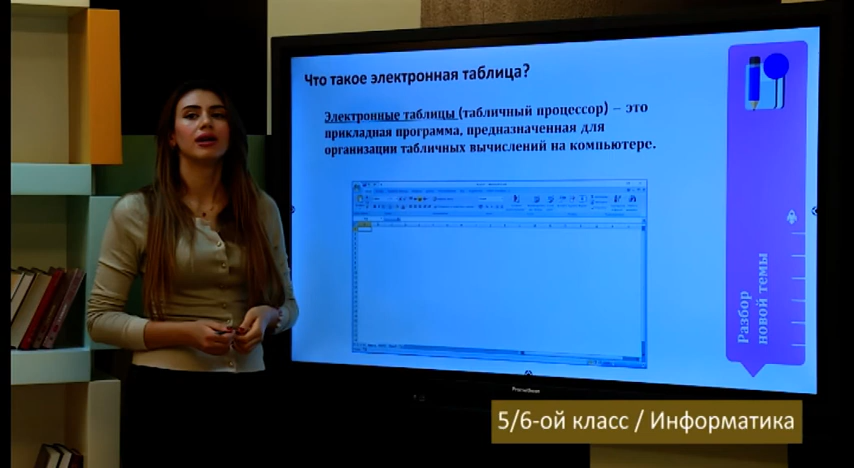 Что такое электронная таблица?
Электронные таблицы (табличный процессор) – это
прикладная программа, предназначенная для
организации табличных вычислений на компьютере.
Разбор
новой темы
Promethean
5/6-ой класс / Информатика